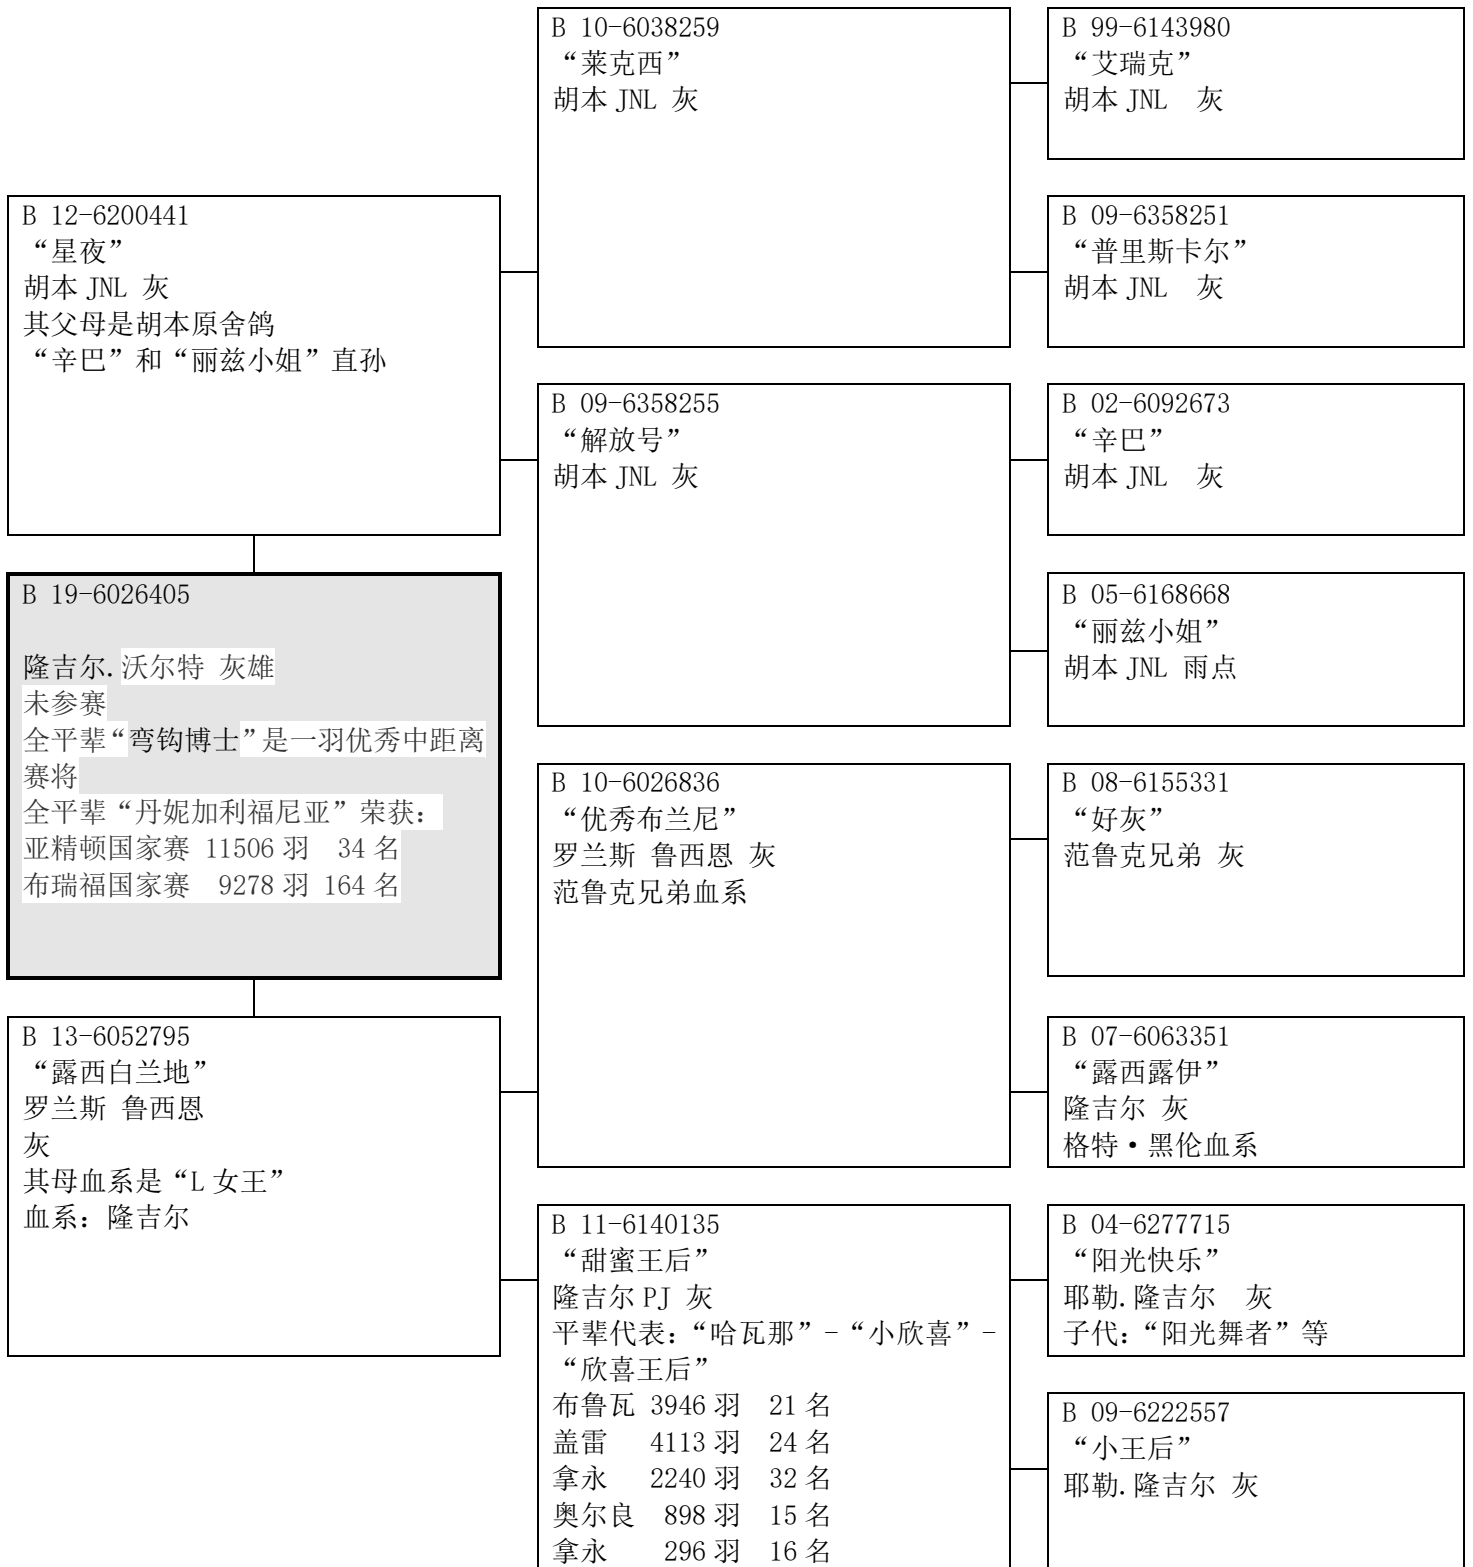 B 10-6038259
“莱克西”
胡本 JNL 灰
B 99-6143980
“艾瑞克”
胡本 JNL 灰
B 12-6200441
“星夜”
胡本 JNL 灰
其父母是胡本原舍鸽
“辛巴”和“丽兹小姐”直孙
B 09-6358251
“普里斯卡尔”
胡本 JNL 灰
B 09-6358255
“解放号”
胡本 JNL 灰
B 02-6092673
“辛巴”
胡本 JNL 灰
B 19-6026405
隆吉尔.沃尔特 灰雄
未参赛
全平辈“弯钩博士”是一羽优秀中距离
赛将
全平辈“丹妮加利福尼亚”荣获：
亚精顿国家赛 11506 羽 34 名
布瑞福国家赛 9278 羽 164 名
B 05-6168668
“丽兹小姐”
胡本 JNL 雨点
B 10-6026836
“优秀布兰尼”
罗兰斯 鲁西恩 灰
范鲁克兄弟血系
B 08-6155331
“好灰”
范鲁克兄弟 灰
B 13-6052795
“露西白兰地”
罗兰斯 鲁西恩
灰
其母血系是“L 女王”
血系：隆吉尔
B 07-6063351
“露西露伊”
隆吉尔 灰
格特·黑伦血系
B 11-6140135
“甜蜜王后”
隆吉尔 PJ 灰
平辈代表：“哈瓦那”-“小欣喜”-
“欣喜王后”
布鲁瓦 3946 羽 21 名
盖雷 4113 羽 24 名
拿永 2240 羽 32 名
奥尔良 898 羽 15 名
拿永 296 羽 16 名
B 04-6277715
“阳光快乐”
耶勒.隆吉尔 灰
子代：“阳光舞者”等
B 09-6222557
“小王后”
耶勒.隆吉尔 灰